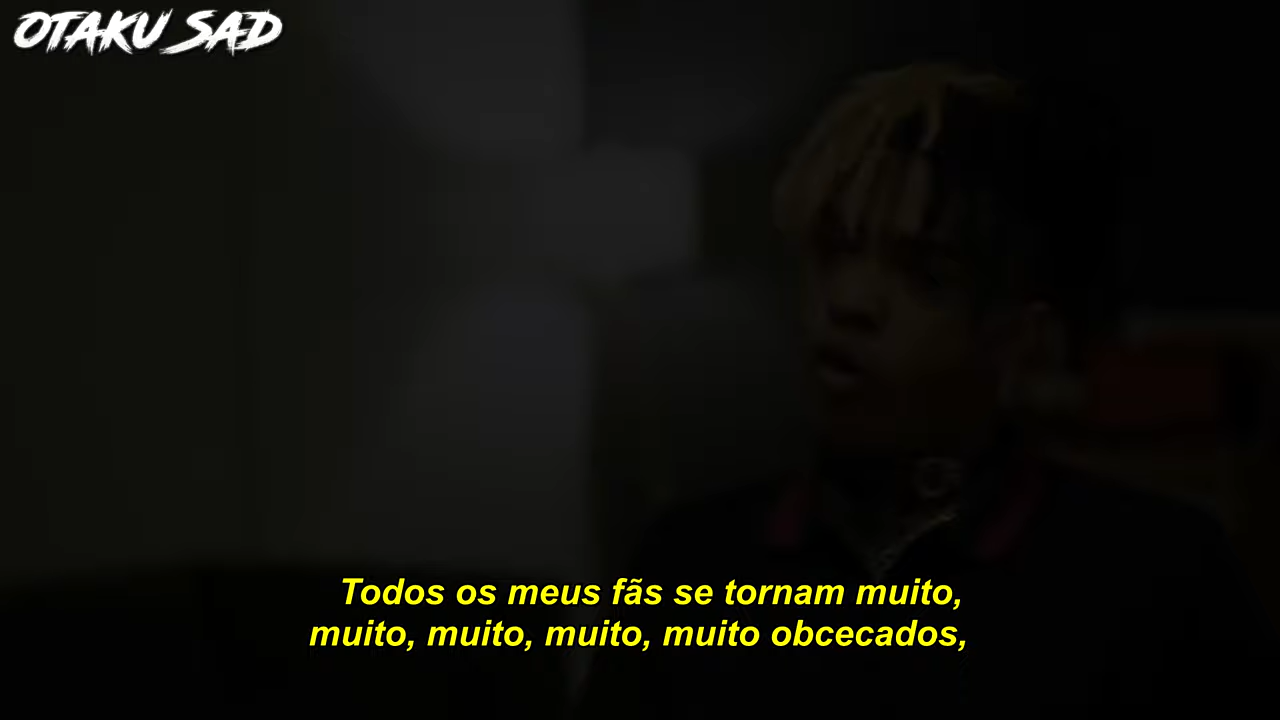 OTAKU SAD
Todos os meus fãs se tornam muito,
muito, muito, muito, muito obcecados,